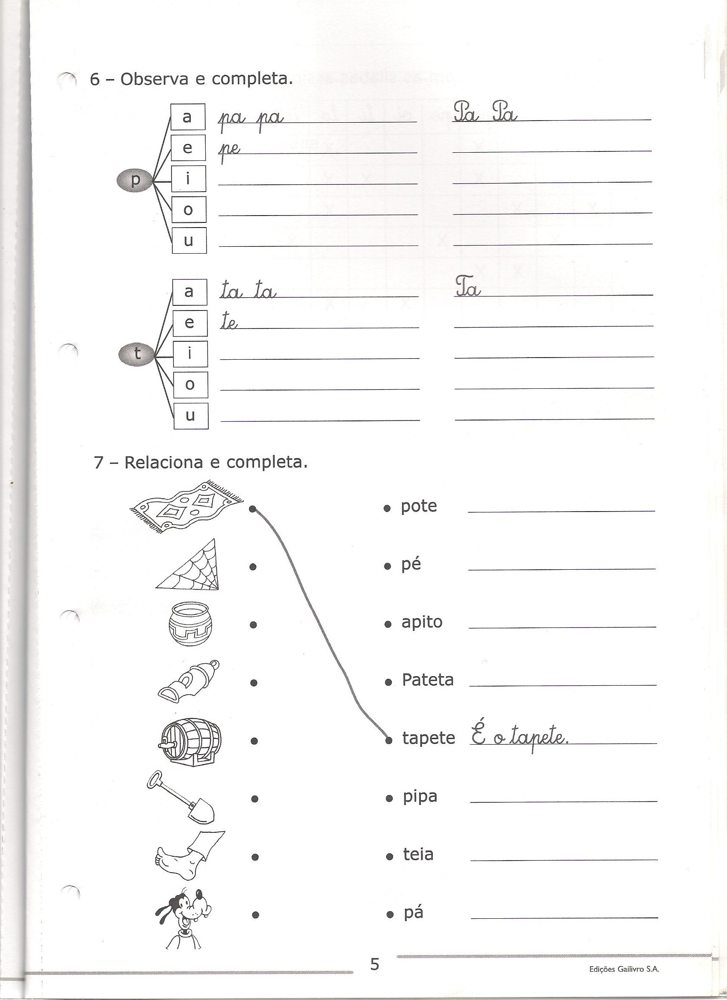 6 – Observa e completa.
a pa pa Pa Pa
e pe
p i
o
u
a ta ta Ta
e te
t i
o
u
7 – Relaciona e completa.
pote
pé
apito
Pateta
tapete É o tapete.
pipa
teia
pá
5
Edições Gailivro S.A.